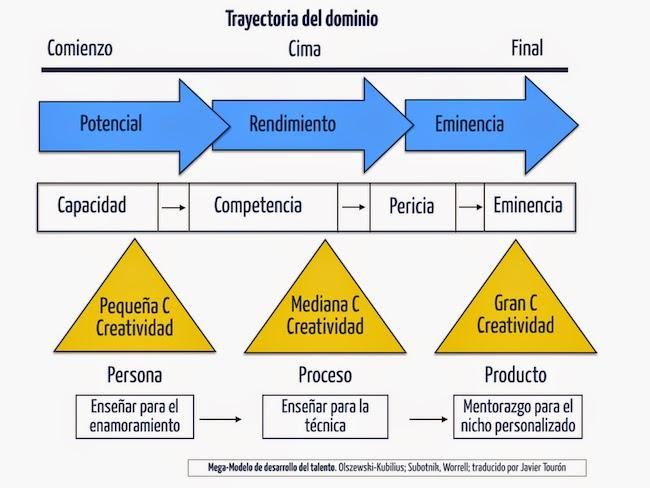 Trayectoria del dominio
Comienzo
Cima
Final
Potencial
Rendimiento
Eminencia
Capacidad
Competencia
Pericia
Eminencia
Pequeña C
Creatividad
Mediana C
Creatividad
Gran C
Creatividad
Persona
Proceso
Producto
Enseñar para el
enamoramiento
Enseñar para la
técnica
Mentorazgo para el
nicho personalizado
Mega-Modelo de desarrollo del talento. Olszewski-Kubilius; Subotnik, Worrell; traducido por Javier Tourón